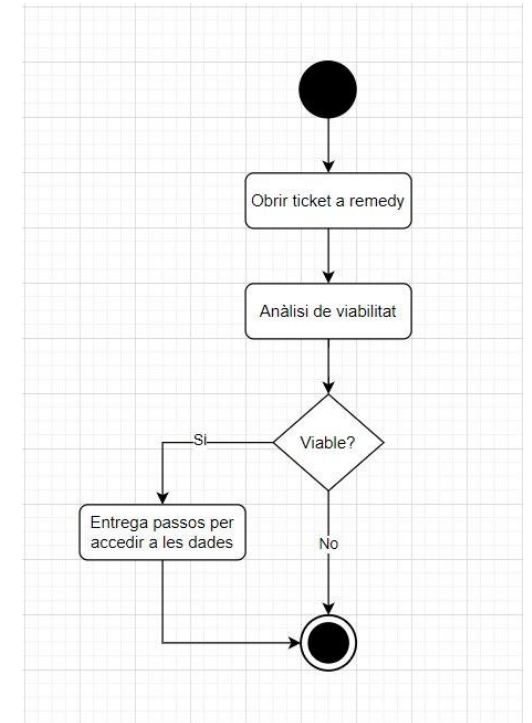 Obrir ticket a remedy
Anàlisi de viabilitat
Viable?
Si
Entrega passos per
accedir a les dades
No